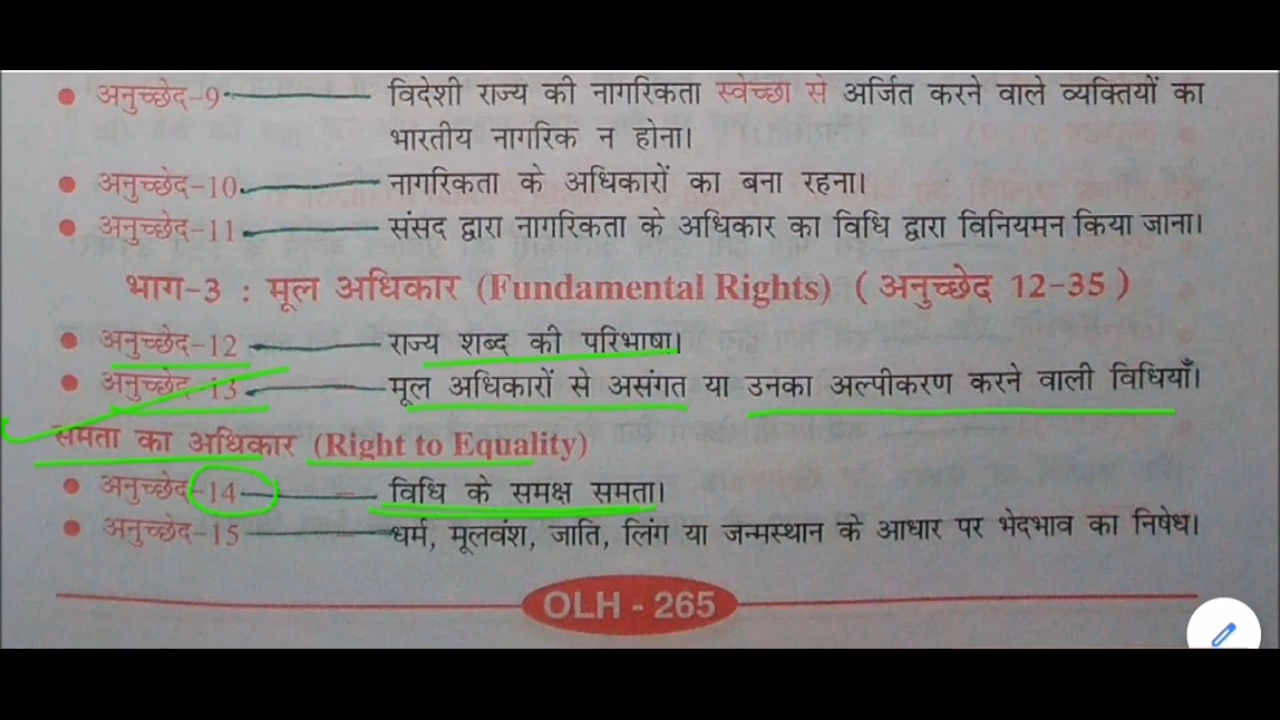 • अनुच्छेद-9 विदेशी राज्य की नागरिकता स्वेच्छा से अर्जित करने वाले व्यक्तियों का
भारतीय नागरिक न होना।
• अनुच्छेद-10 नागरिकता के अधिकारों का बना रहना।
• अनुच्छेद-11 संसद द्वारा नागरिकता के अधिकार का विधि द्वारा विनियमन किया जाना।
भाग-3 : मूल अधिकार (Fundamental Rights) ( अनुच्छेद 12-35 )
• अनुच्छेद-12 राज्य शब्द की परिभाषा।
• अनुच्छेद-13 मूल अधिकारों से असंगत या उनका अल्पीकरण करने वाली विधियाँ।
समता का अधिकार (Right to Equality)
• अनुच्छेद-14 विधि के समक्ष समता।
• अनुच्छेद-15 धर्म, मूलवंश, जाति, लिंग या जन्मस्थान के आधार पर भेदभाव का निषेध।
OLH - 265